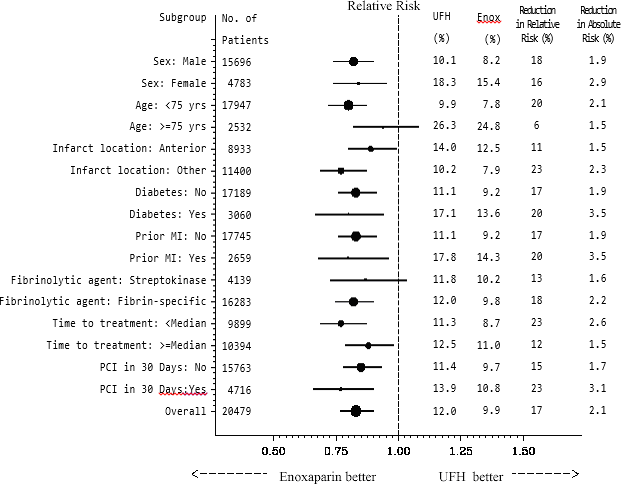 Relative Risk
Subgroup No. of Patients UFH (%) Enox (%) Reduction in Relative Risk (%) Reduction in Absolute Risk (%)
Sex: Male 15696 10.1 8.2 18 1.9
Sex: Female 4783 18.3 15.4 16 2.9
Age: <75 yrs 17947 9.9 7.8 20 2.1
Age: >=75 yrs 2532 26.3 24.8 6 1.5
Infarct location: Anterior 8933 14.0 12.5 11 1.5
Infarct location: Other 11400 10.2 7.9 23 2.3
Diabetes: No 17189 11.1 9.2 17 1.9
Diabetes: Yes 3060 17.1 13.6 20 3.5
Prior MI: No 17745 11.1 9.2 17 1.9
Prior MI: Yes 2659 17.8 14.3 20 3.5
Fibrinolytic agent: Streptokinase 4139 11.8 10.2 13 1.6
Fibrinolytic agent: Fibrin-specific 16283 12.0 9.8 18 2.2
Time to treatment: <Median 9899 11.3 8.7 23 2.6
Time to treatment: >=Median 10394 12.5 11.0 12 1.5
PCI in 30 Days: No 15763 11.4 9.7 15 1.7
PCI in 30 Days:Yes 4716 13.9 10.8 23 3.1
Overall 20479 12.0 9.9 17 2.1
0.50 0.75 1.00 1.25 1.50
Enoxaparin better UFH better